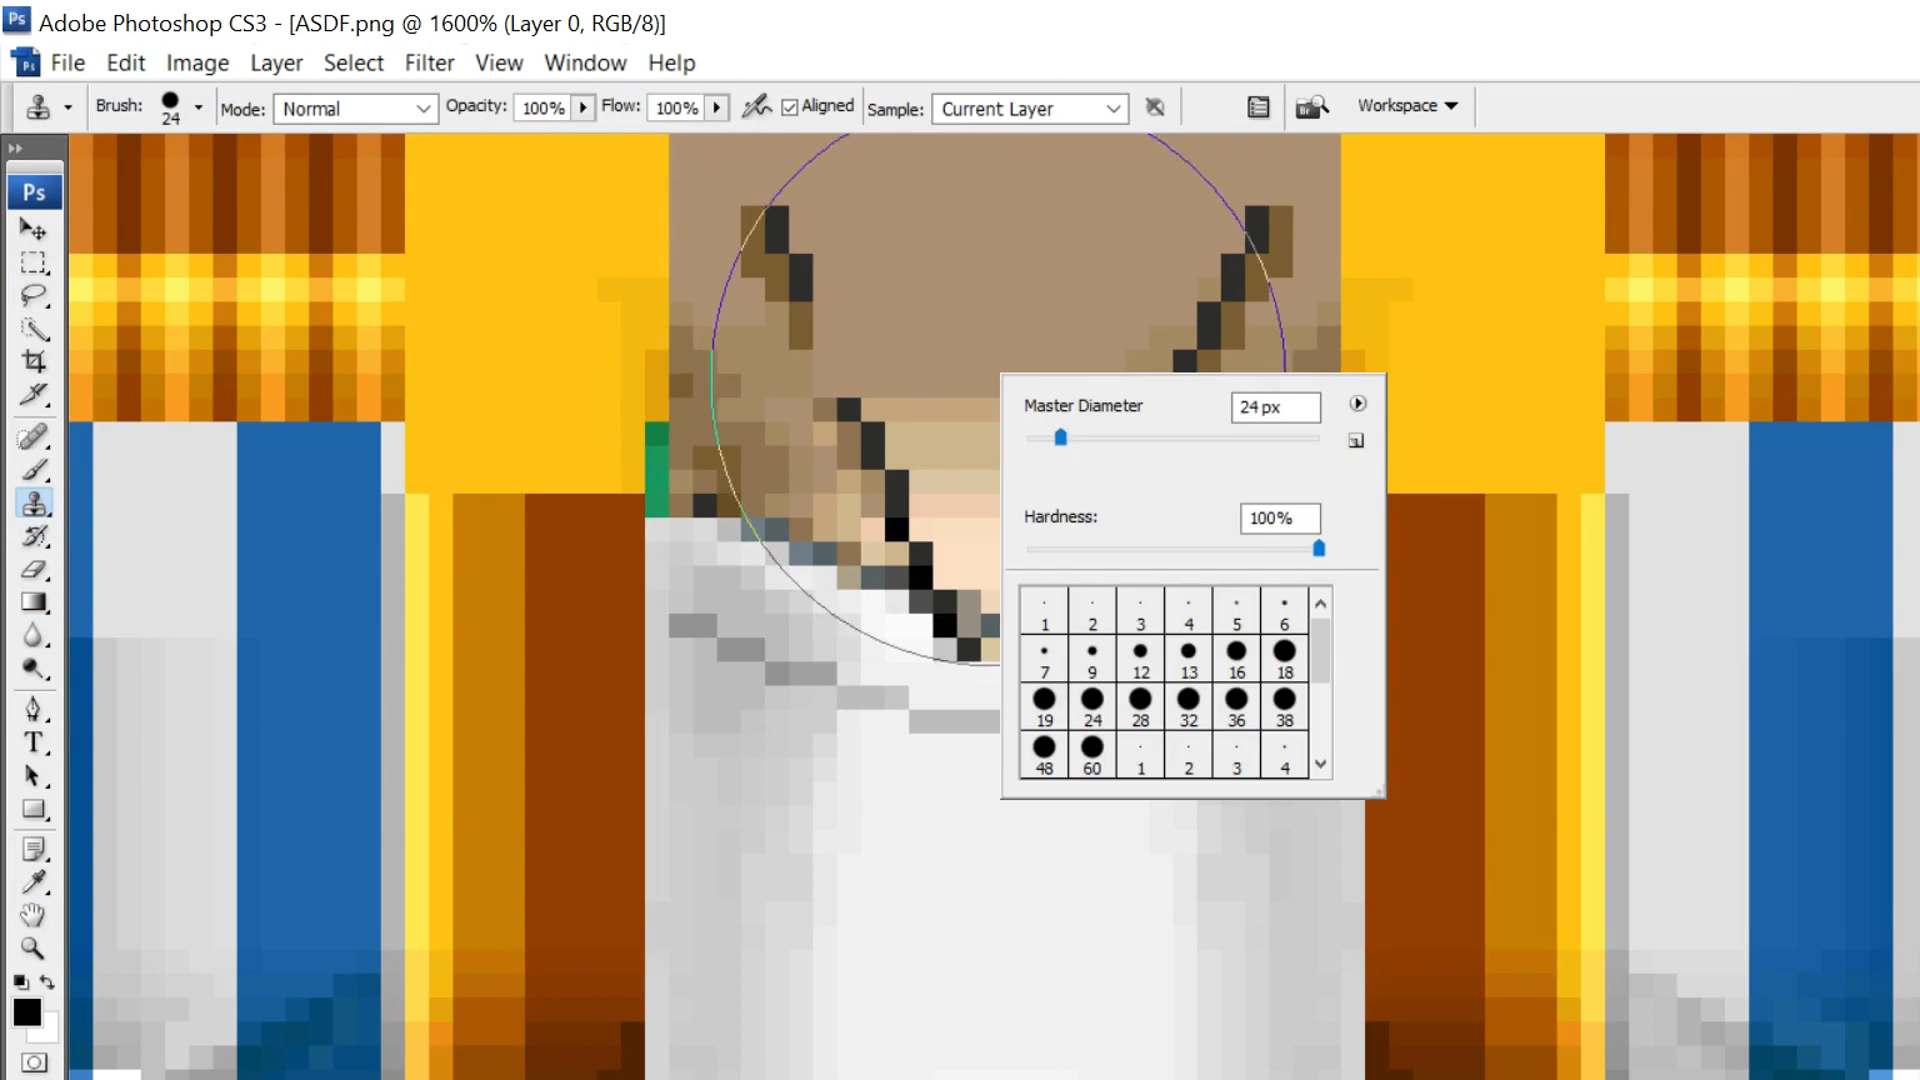 Ps Adobe Photoshop CS3 - [ASDF.png @ 1600% (Layer 0, RGB/8)]
Ps File Edit Image Layer Select Filter View Window Help
Brush: 24 Mode: Normal Opacity: 100% Flow: 100% Aligned Sample: Current Layer Br Workspace
Ps
T
Master Diameter 24 px
Hardness: 100%
1 2 3 4 5 6
7 9 12 13 16 18
19 24 28 32 36 38
48 60 1 2 3 4